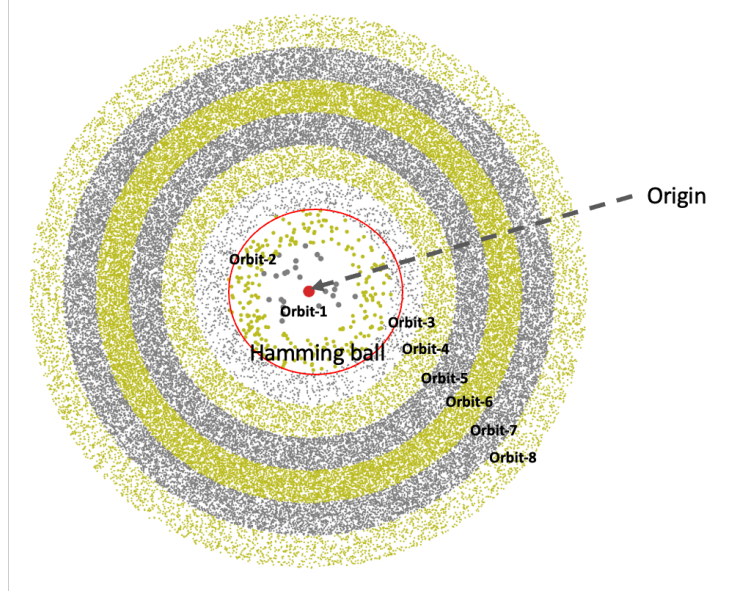 Origin
Orbit-2
Orbit-1
Orbit-3
Hamming ball
Orbit-4
Orbit-5
Orbit-6
Orbit-7
Orbit-8